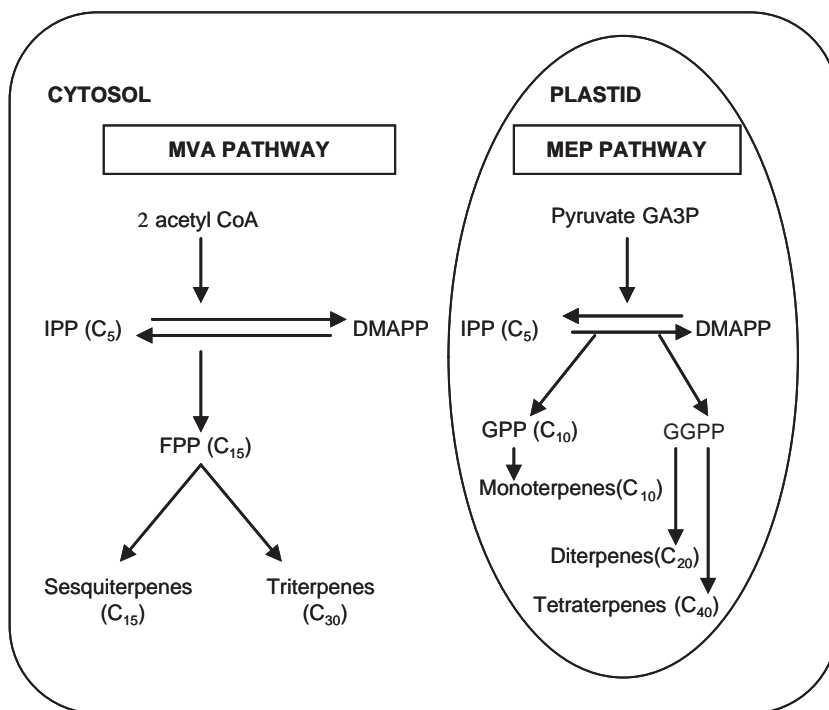 CYTOSOL
MVA PATHWAY
2 acetyl CoA
IPP (C₅)
DMAPP
FPP (C₁₅)
Sesquiterpenes
(C₁₅)
Triterpenes
(C₃₀)
PLASTID
MEP PATHWAY
Pyruvate GA3P
IPP (C₅)
DMAPP
GPP (C₁₀)
GGPP
Monoterpenes(C₁₀)
Diterpenes(C₂₀)
Tetraterpenes (C₄₀)